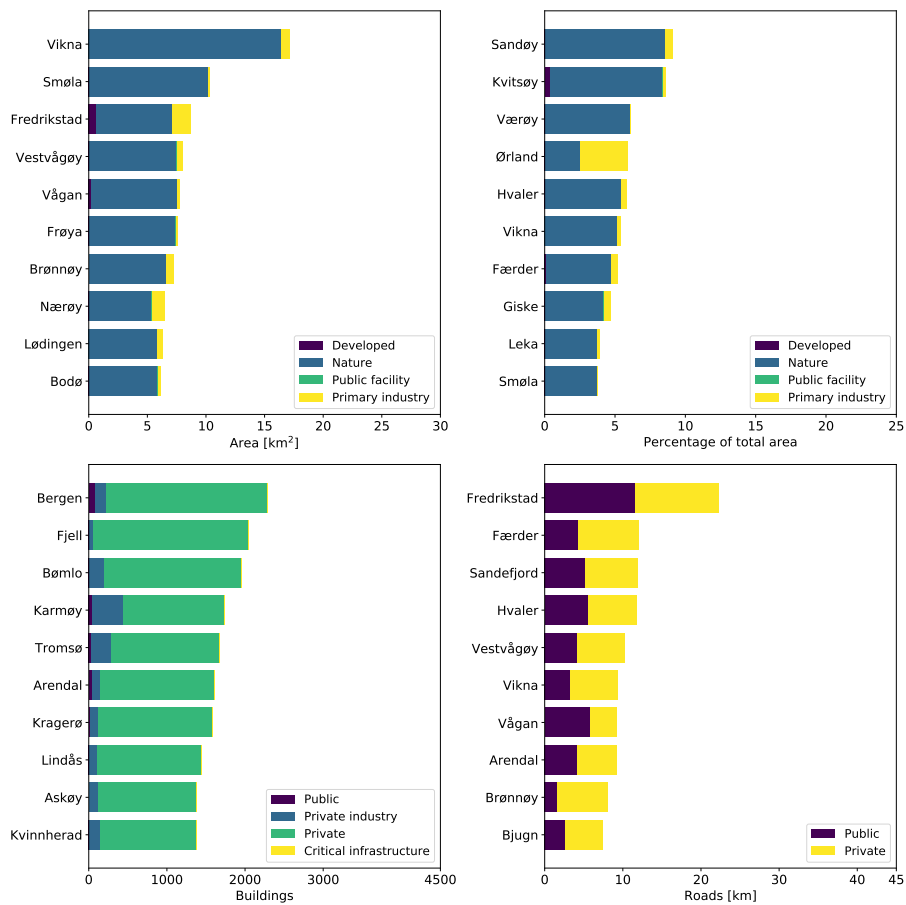 Vikna
Smøla
Fredrikstad
Vestvågøy
Vågan
Frøya
Brønnøy
Nærøy
Lødingen
Bodø
Developed
Nature
Public facility
Primary industry
0 5 10 15 20 25 30
Area [km²]
Sandøy
Kvitsøy
Værøy
Ørland
Hvaler
Vikna
Færder
Giske
Leka
Smøla
Developed
Nature
Public facility
Primary industry
0 5 10 15 20 25
Percentage of total area
Bergen
Fjell
Bømlo
Karmøy
Tromsø
Arendal
Kragerø
Lindås
Askøy
Kvinnherad
Public
Private industry
Private
Critical infrastructure
0 1000 2000 3000 4500
Buildings
Fredrikstad
Færder
Sandefjord
Hvaler
Vestvågøy
Vikna
Vågan
Arendal
Brønnøy
Bjugn
Public
Private
0 10 20 30 40 45
Roads [km]